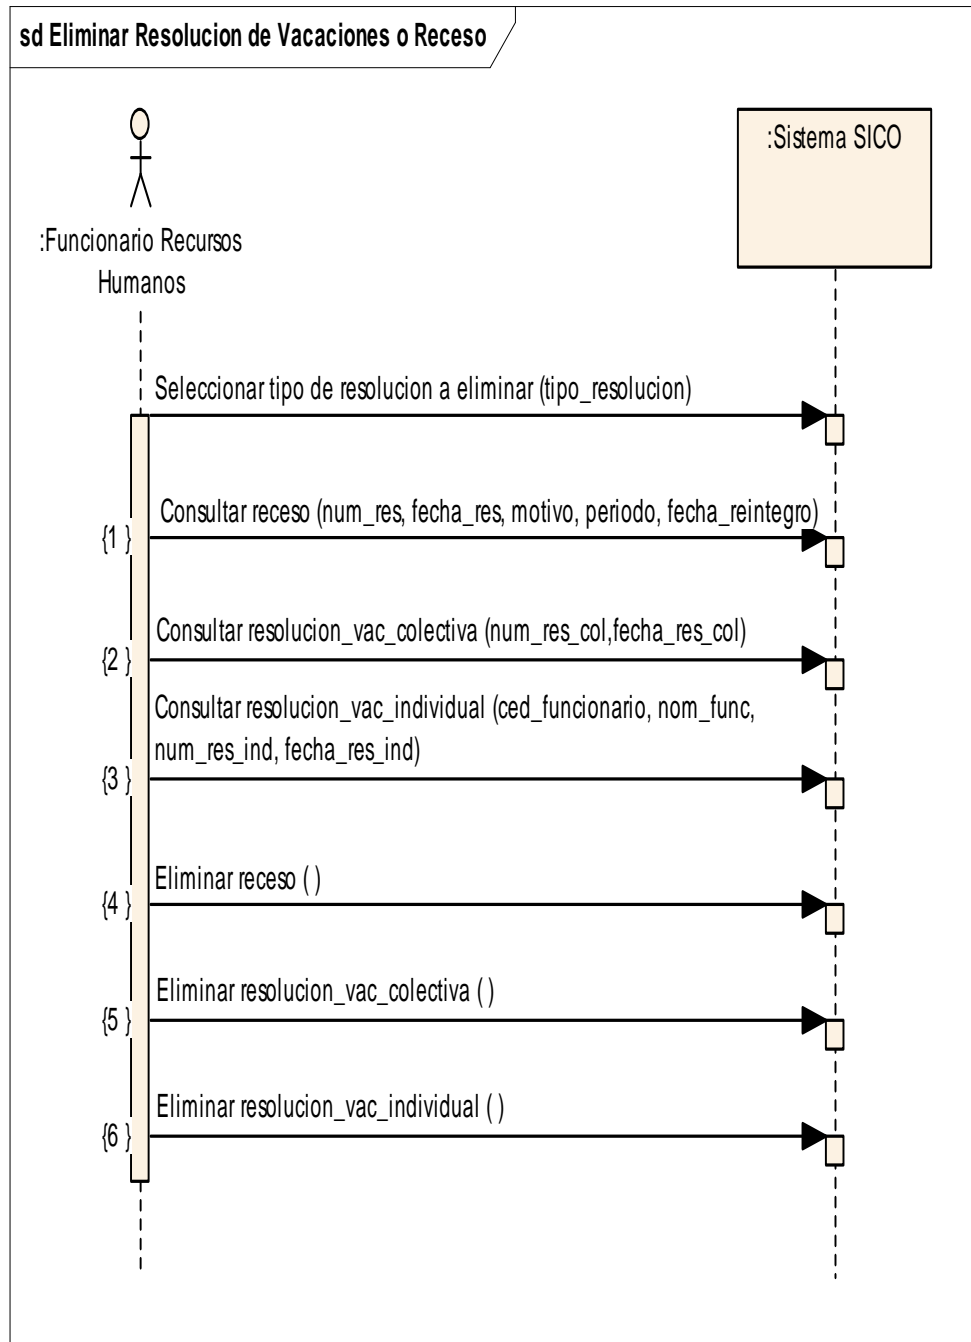 sd Eliminar Resolucion de Vacaciones o Receso
:Funcionario Recursos
Humanos
:Sistema SICO
Seleccionar tipo de resolucion a eliminar (tipo_resolucion)
Consultar receso (num_res, fecha_res, motivo, periodo, fecha_reintegro)
{1 }
Consultar resolucion_vac_colectiva (num_res_col,fecha_res_col)
{2 }
Consultar resolucion_vac_individual (ced_funcionario, nom_func,
num_res_ind, fecha_res_ind)
{3 }
Eliminar receso ( )
{4 }
Eliminar resolucion_vac_colectiva ( )
{5 }
Eliminar resolucion_vac_individual ( )
{6 }